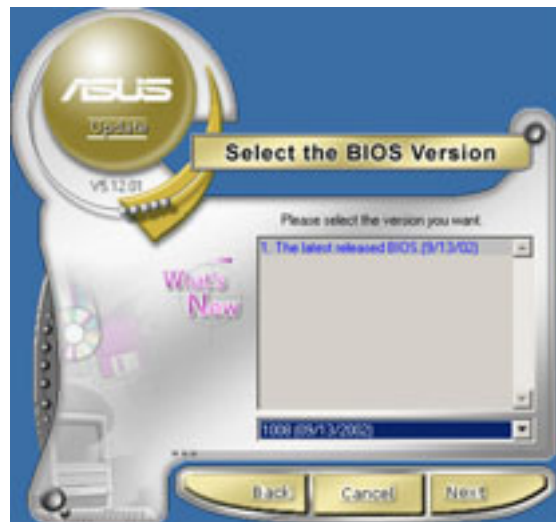 ASUS
Update
V5.12.01
Select the BIOS Version
Please select the version you want
1. The latest released BIOS.(9/13/02)
What's
New
1008 (09/13/2002)
Back
Cancel
Next